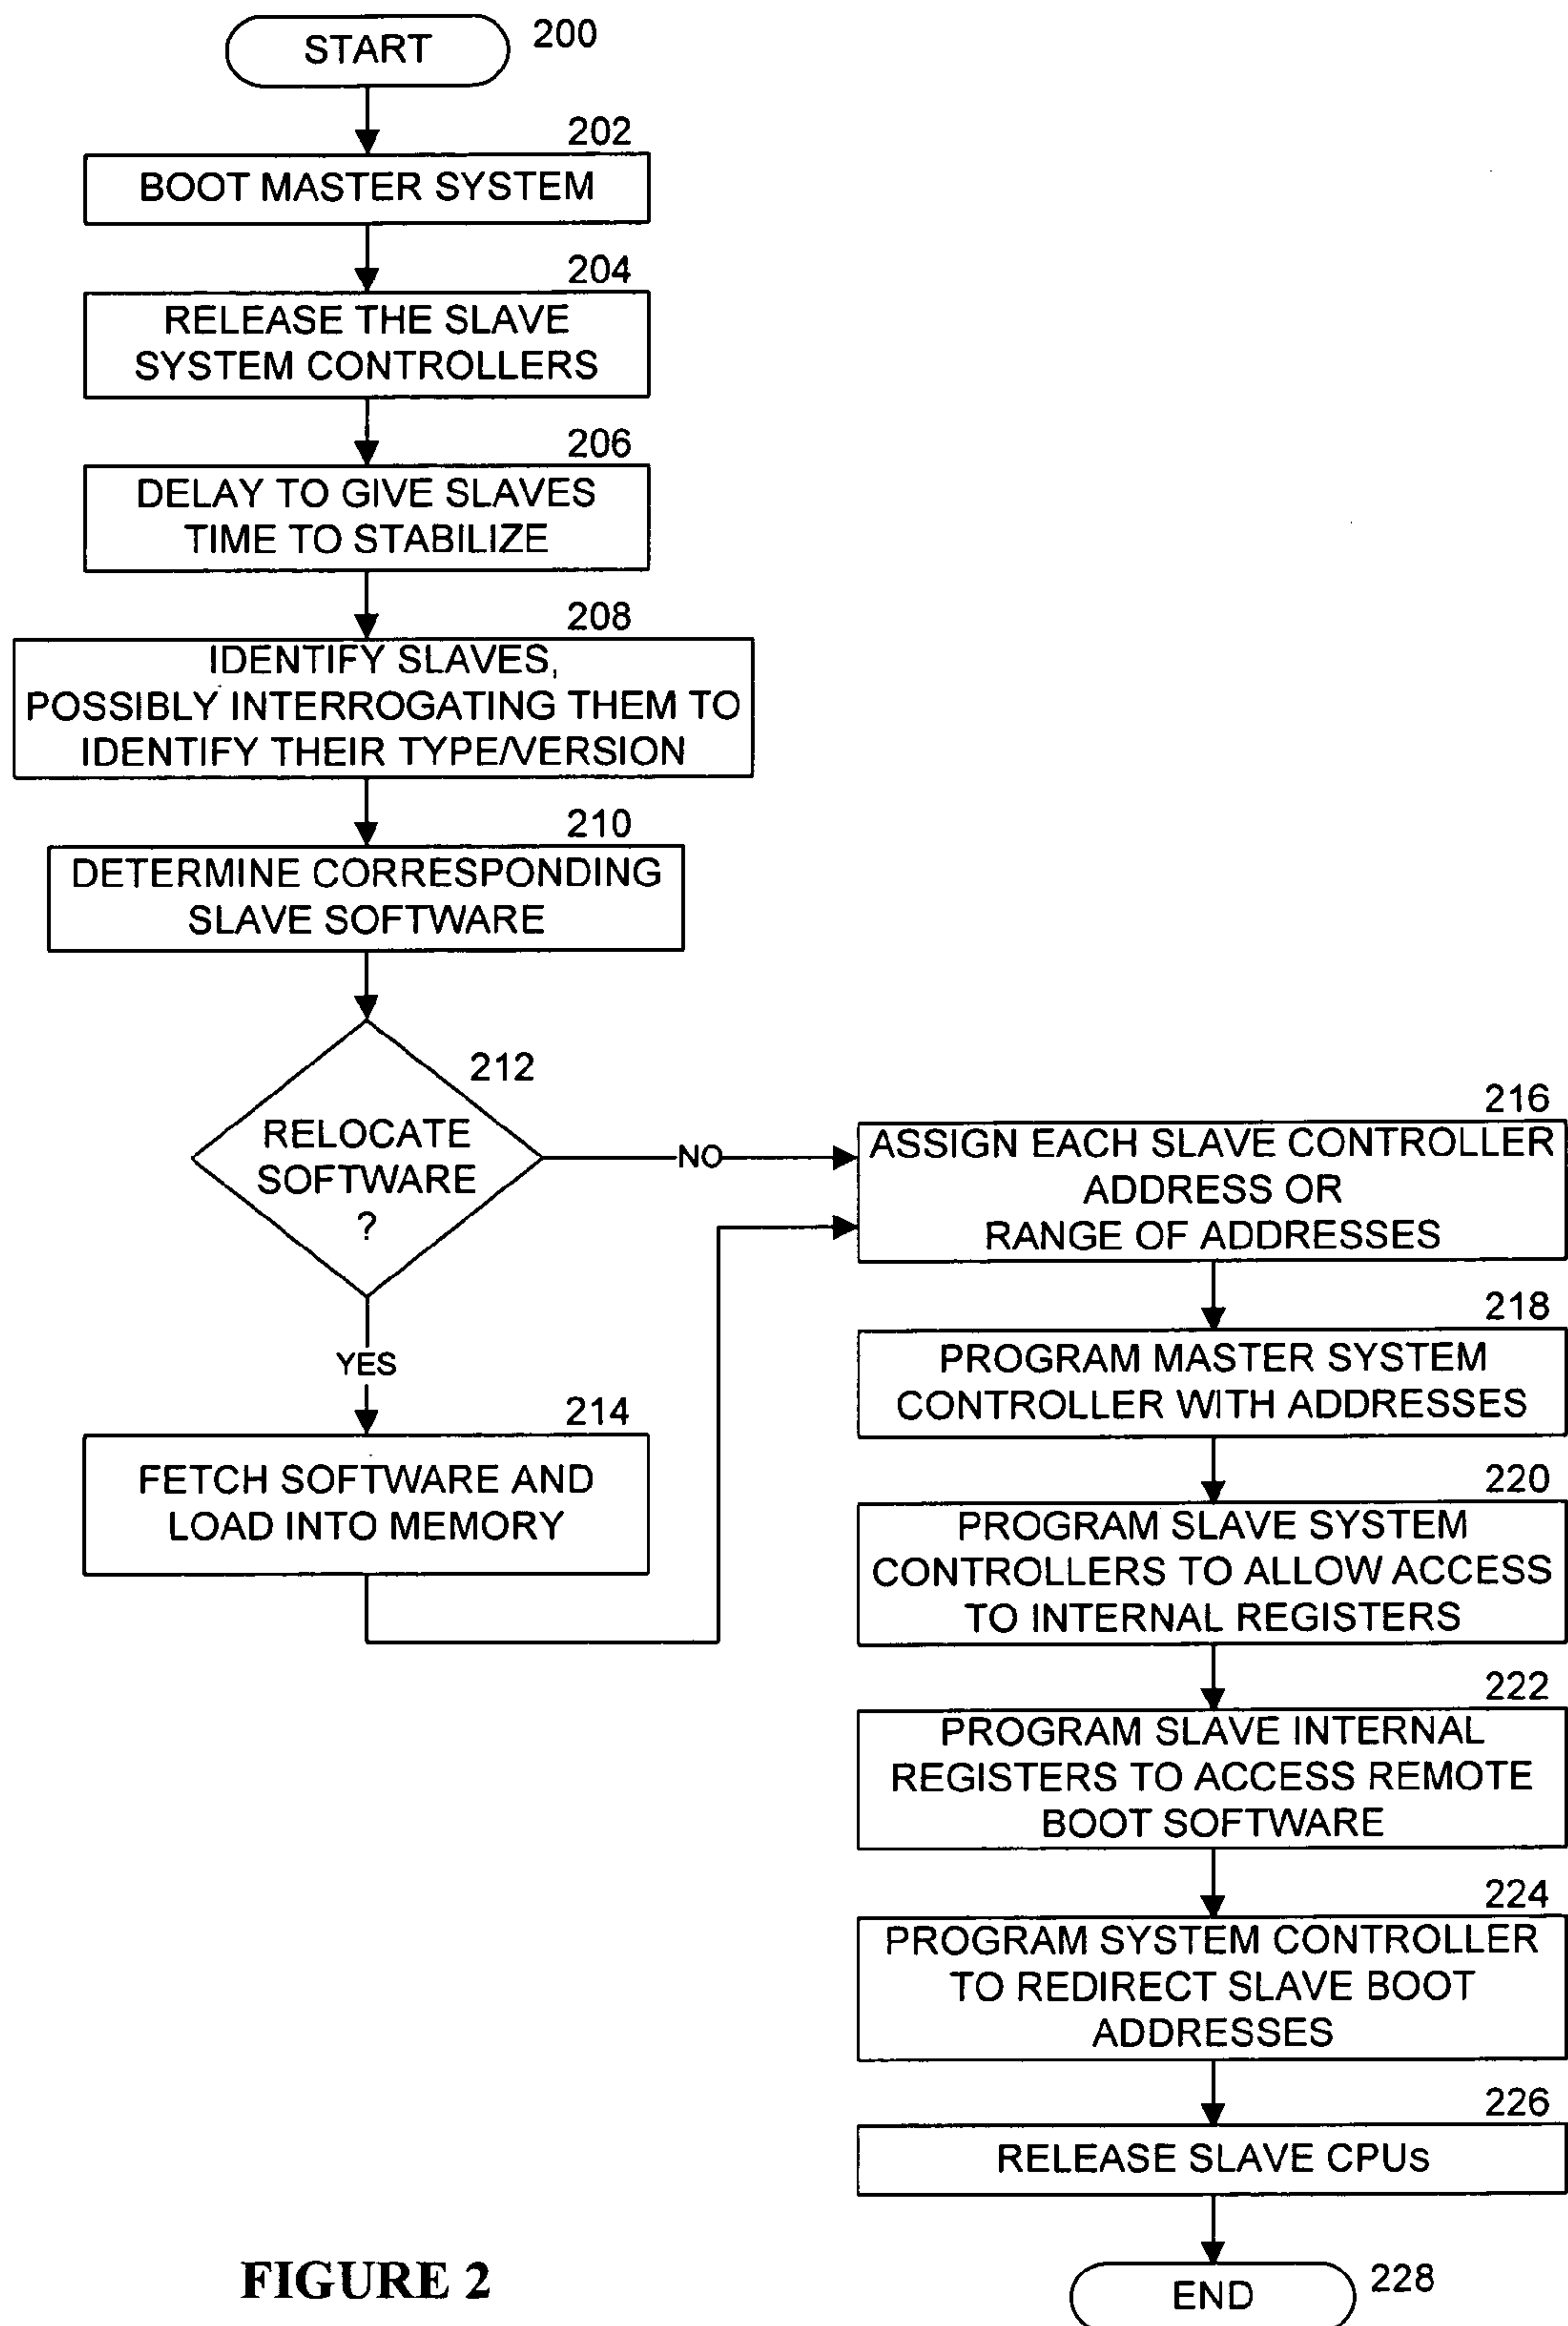 START
200
202
BOOT MASTER SYSTEM
204
RELEASE THE SLAVE
SYSTEM CONTROLLERS
206
DELAY TO GIVE SLAVES
TIME TO STABILIZE
208
IDENTIFY SLAVES,
POSSIBLY INTERROGATING THEM TO
IDENTIFY THEIR TYPE/VERSION
210
DETERMINE CORRESPONDING
SLAVE SOFTWARE
212
RELOCATE
SOFTWARE
?
NO
YES
214
FETCH SOFTWARE AND
LOAD INTO MEMORY
216
ASSIGN EACH SLAVE CONTROLLER
ADDRESS OR
RANGE OF ADDRESSES
218
PROGRAM MASTER SYSTEM
CONTROLLER WITH ADDRESSES
220
PROGRAM SLAVE SYSTEM
CONTROLLERS TO ALLOW ACCESS
TO INTERNAL REGISTERS
222
PROGRAM SLAVE INTERNAL
REGISTERS TO ACCESS REMOTE
BOOT SOFTWARE
224
PROGRAM SYSTEM CONTROLLER
TO REDIRECT SLAVE BOOT
ADDRESSES
226
RELEASE SLAVE CPUs
END
228
FIGURE 2